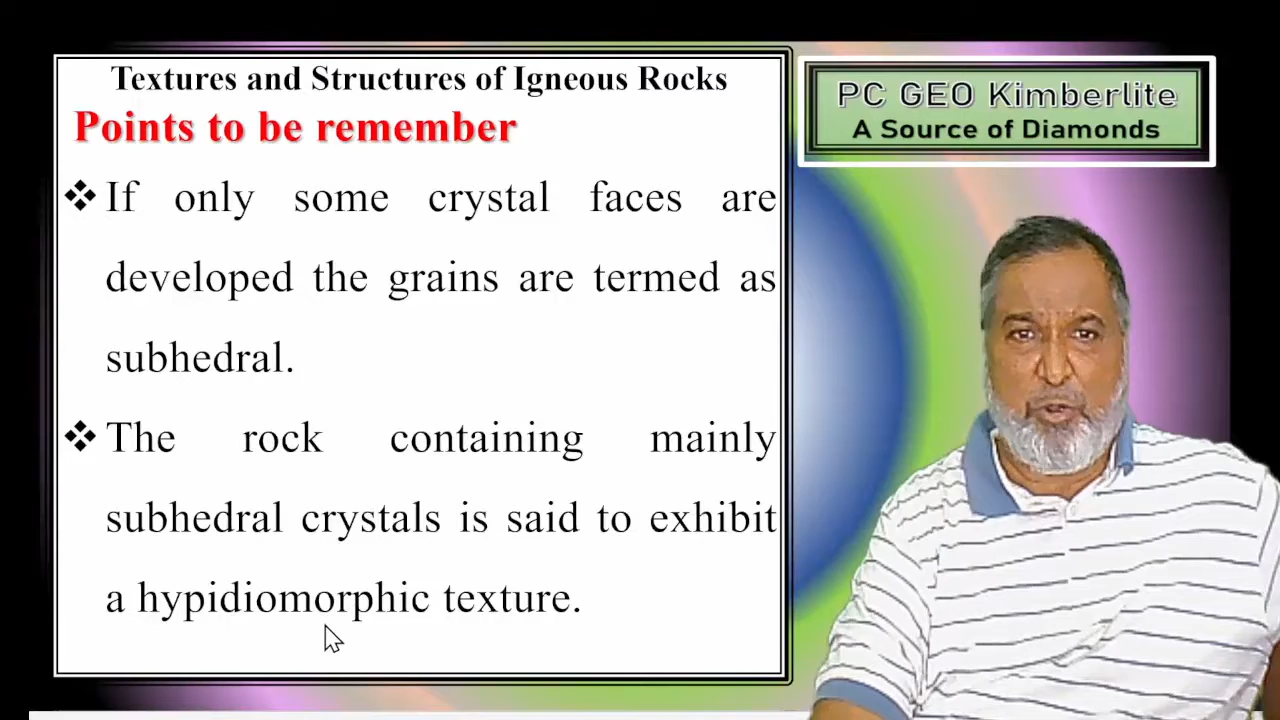 Textures and Structures of Igneous Rocks
Points to be remember
❖ If only some crystal faces are
developed the grains are termed as
subhedral.
❖ The rock containing mainly
subhedral crystals is said to exhibit
a hypidiomorphic texture.
PC GEO Kimberlite
A Source of Diamonds